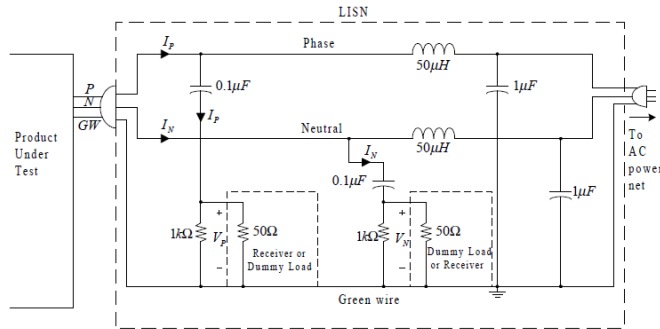 LISN
I_P
Phase
50μH
0.1μF
1μF
I_P
P
N
GW
I_N
Neutral
50μH
To
AC
power
net
Product
Under
Test
I_N
0.1μF
1μF
+
1kΩ
V_P
50Ω
−
Receiver or
Dummy Load
+
1kΩ
V_N
50Ω
−
Dummy Load
or Receiver
Green wire